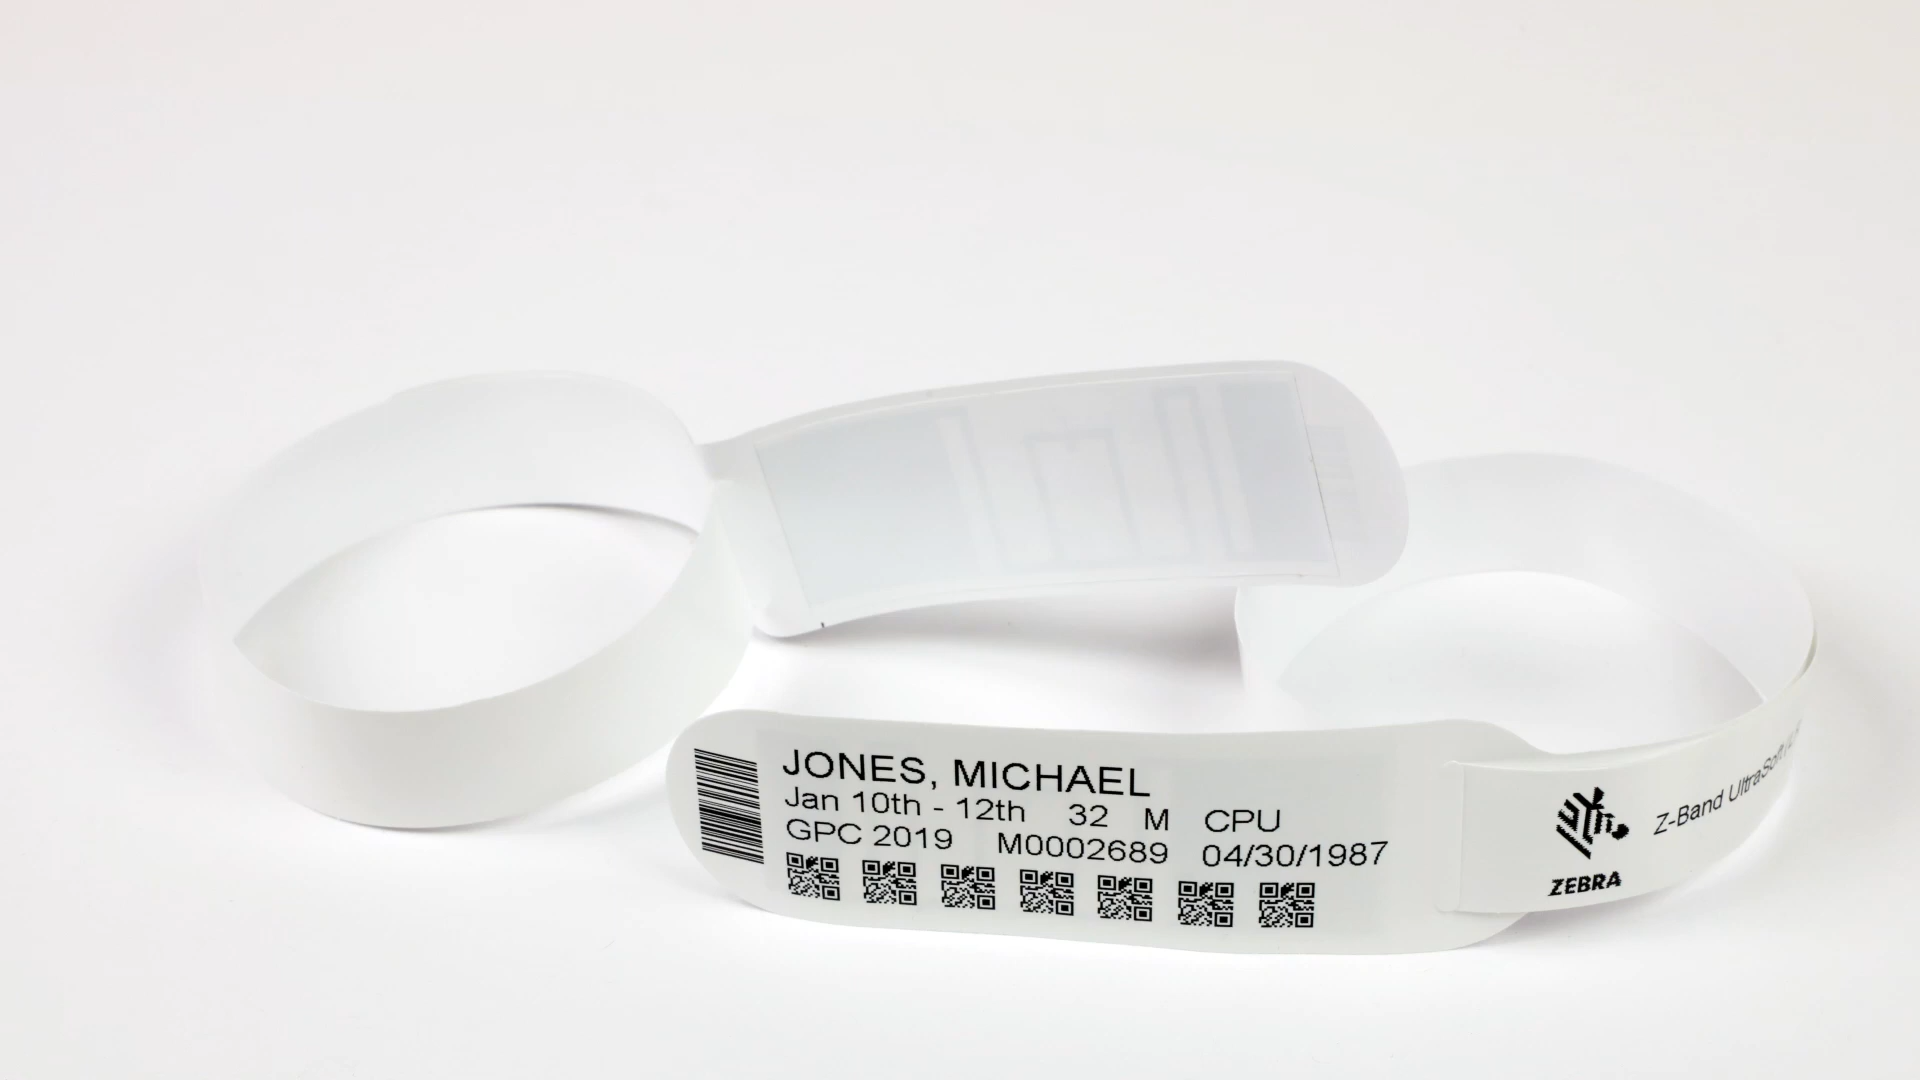 JONES, MICHAEL
Jan 10th - 12th 32 M CPU
GPC 2019 M0002689 04/30/1987
ZEBRA
Z-Band UltraSoft